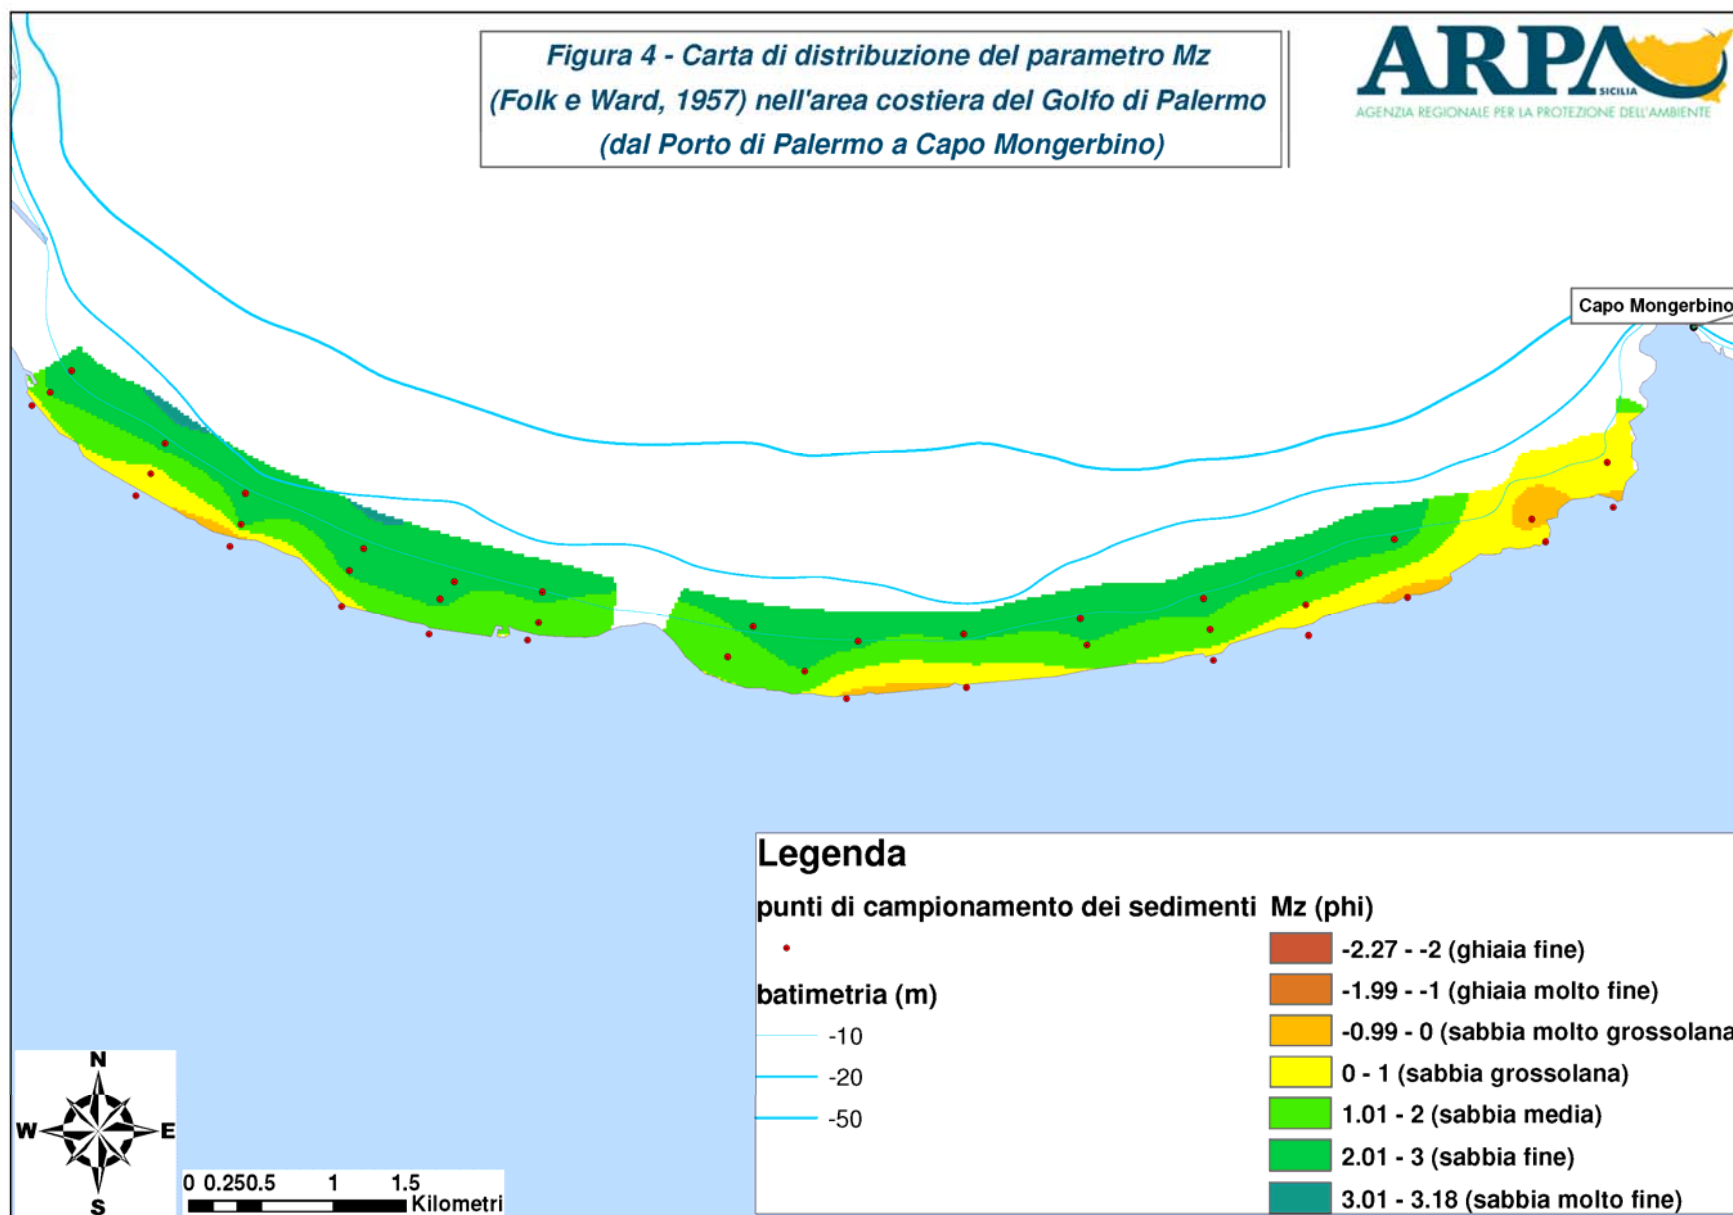 Figura 4 - Carta di distribuzione del parametro Mz
(Folk e Ward, 1957) nell'area costiera del Golfo di Palermo
(dal Porto di Palermo a Capo Mongerbino)
ARPA
SICILIA
AGENZIA REGIONALE PER LA PROTEZIONE DELL'AMBIENTE
Capo Mongerbino
Legenda
punti di campionamento dei sedimenti
batimetria (m)
-10
-20
-50
Mz (phi)
-2.27 - -2 (ghiaia fine)
-1.99 - -1 (ghiaia molto fine)
-0.99 - 0 (sabbia molto grossolana
0 - 1 (sabbia grossolana)
1.01 - 2 (sabbia media)
2.01 - 3 (sabbia fine)
3.01 - 3.18 (sabbia molto fine)
N
W E
S
0 0.250.5 1 1.5
Kilometri